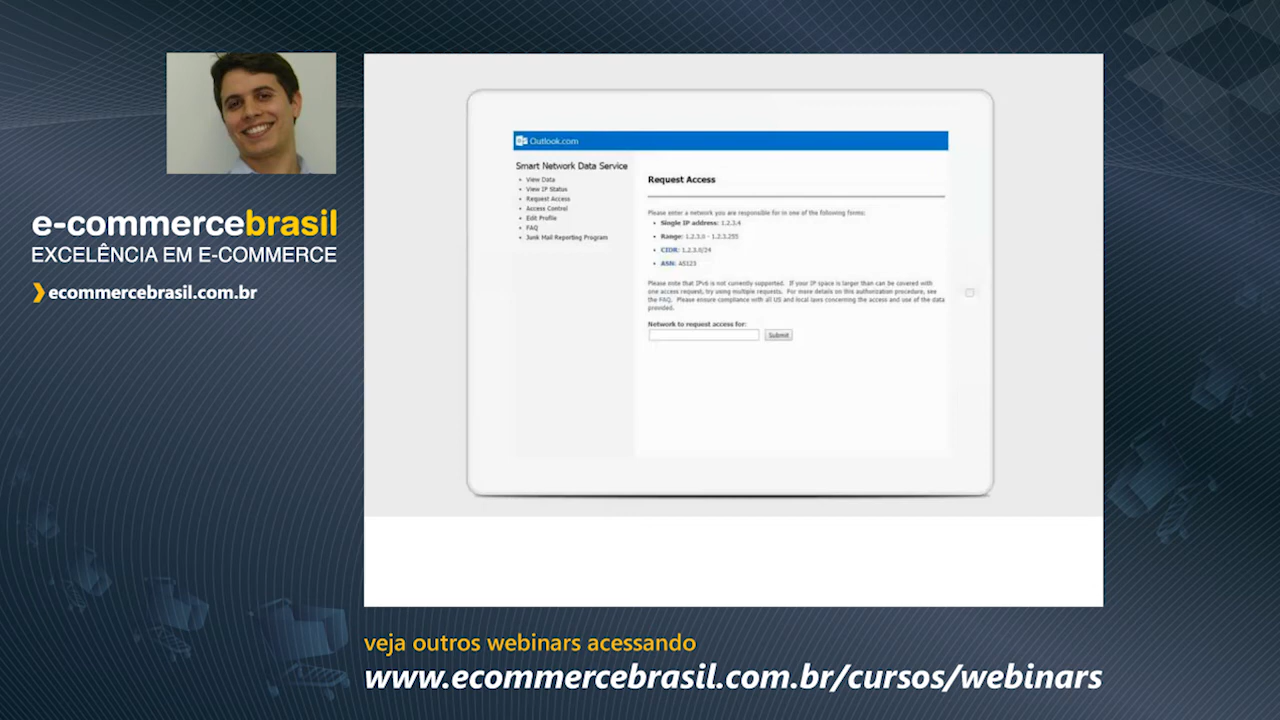 e-commercebrasil
EXCELÊNCIA EM E-COMMERCE
ecommercebrasil.com.br
Outlook.com
Smart Network Data Service
View Data
View IP Status
Request Access
Access Control
Edit Profile
FAQ
Junk Mail Reporting Program
Request Access
Please enter a network you are responsible for in one of the following forms:
Single IP address: 1.2.3.4
Range: 1.2.3.0 - 1.2.3.255
CIDR: 1.2.3.0/24
ASN: AS123
Please note that IPv6 is not currently supported. If your IP space is larger than can be covered with
one access request, try using multiple requests. For more details on this authorization procedure, see
the FAQ. Please ensure compliance with all US and local laws concerning the access and use of the data
provided.
Network to request access for:
Submit
veja outros webinars acessando
www.ecommercebrasil.com.br/cursos/webinars